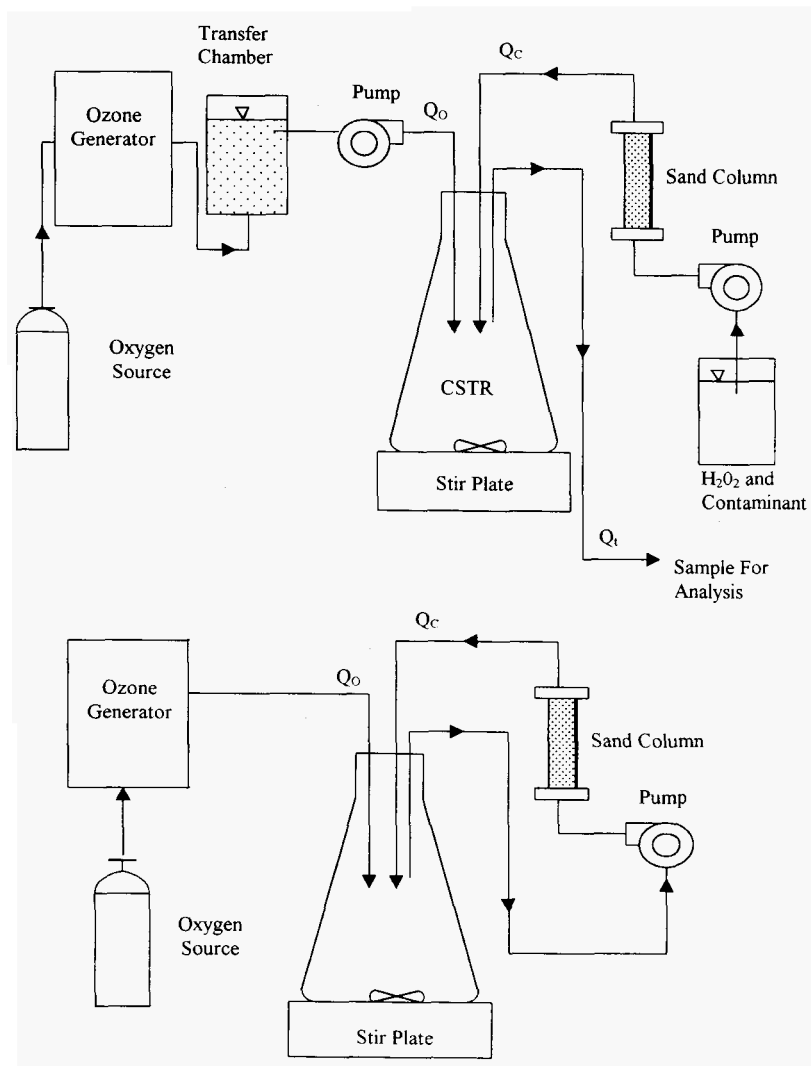 Transfer
Chamber
Ozone
Generator
Pump
Q_O
Q_C
Sand Column
Pump
Oxygen
Source
CSTR
Stir Plate
H₂O₂ and
Contaminant
Q_t
Sample For
Analysis
Q_C
Ozone
Generator
Q_O
Sand Column
Pump
Oxygen
Source
Stir Plate